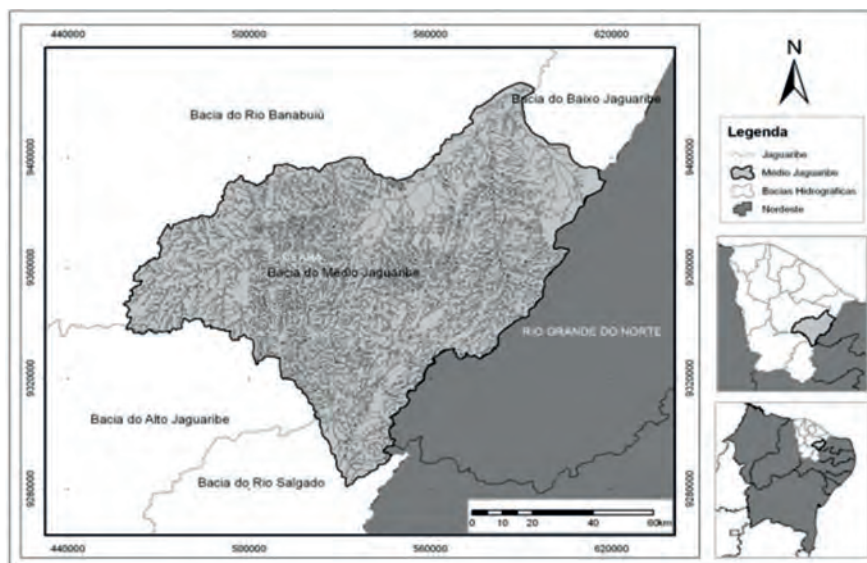 440000 500000 560000 620000
N
Bacia do Rio Banabuiú
Bacia do Baixo Jaguaribe
Legenda
Jaguaribe
Médio Jaguaribe
Bacias Hidrográficas
Nordeste
9400000
9400000
9360000
9360000
Bacia do Médio Jaguaribe
RIO GRANDE DO NORTE
9320000
9320000
Bacia do Alto Jaguaribe
Bacia do Rio Salgado
9280000
9280000
0 5 10 20 40 60km
440000 500000 560000 620000